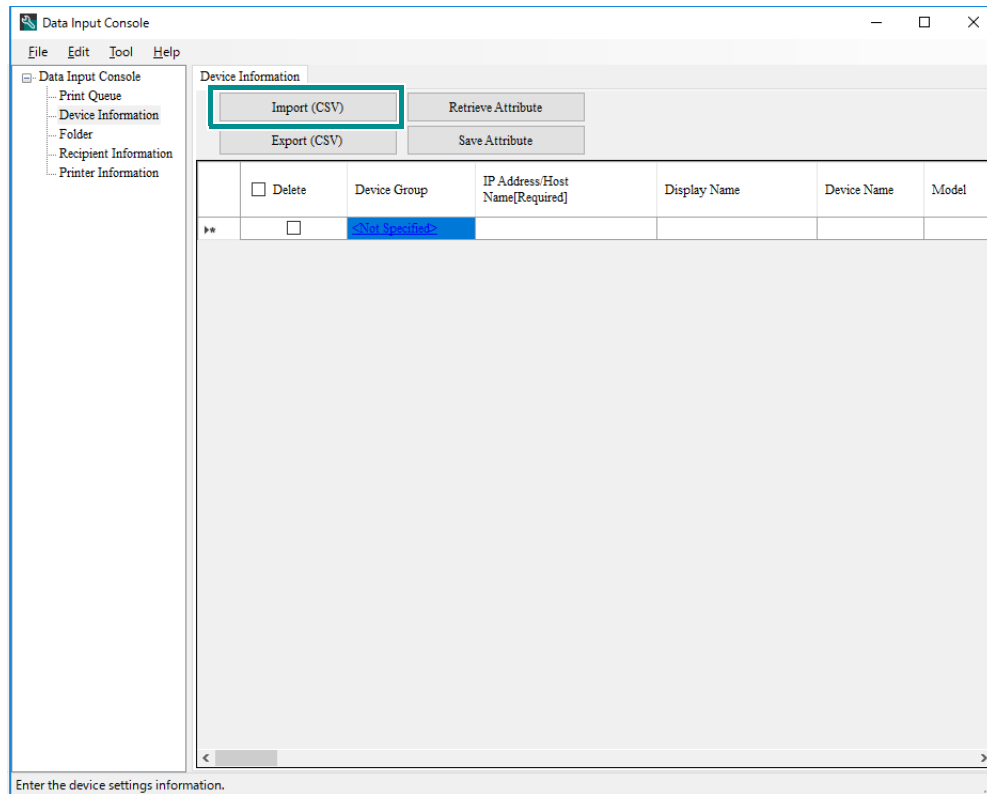 Data Input Console
File Edit Tool Help
Data Input Console
Print Queue
Device Information
Folder
Recipient Information
Printer Information
Device Information
Import (CSV) Retrieve Attribute
Export (CSV) Save Attribute
Delete Device Group IP Address/Host Name[Required] Display Name Device Name Model
<Not Specified>
Enter the device settings information.